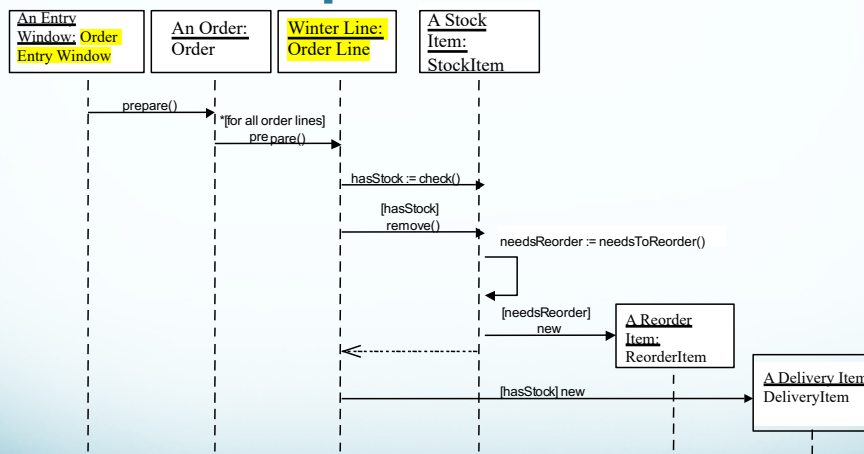 An Entry
Window: Order
Entry Window
An Order:
Order
Winter Line:
Order Line
A Stock
Item:
StockItem
prepare()
*[for all order lines]
prepare()
hasStock := check()
[hasStock]
remove()
needsReorder := needsToReorder()
[needsReorder]
new
A Reorder
Item:
ReorderItem
[hasStock] new
A Delivery Item
DeliveryItem